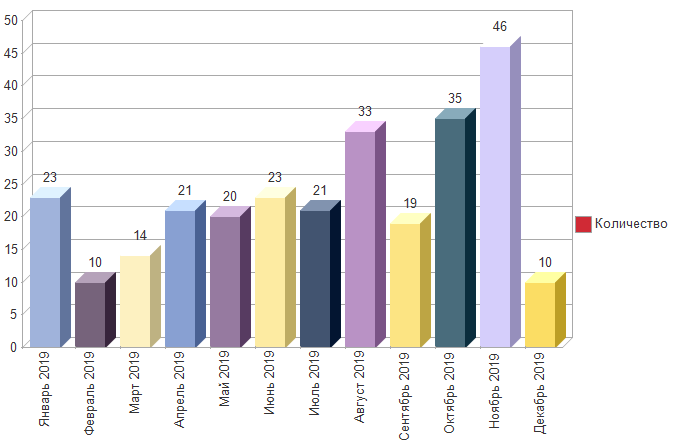 50
45
40
35
30
25
20
15
10
5
0
23
10
14
21
20
23
21
33
19
35
46
10
Январь 2019
Февраль 2019
Март 2019
Апрель 2019
Май 2019
Июнь 2019
Июль 2019
Август 2019
Сентябрь 2019
Октябрь 2019
Ноябрь 2019
Декабрь 2019
Количество